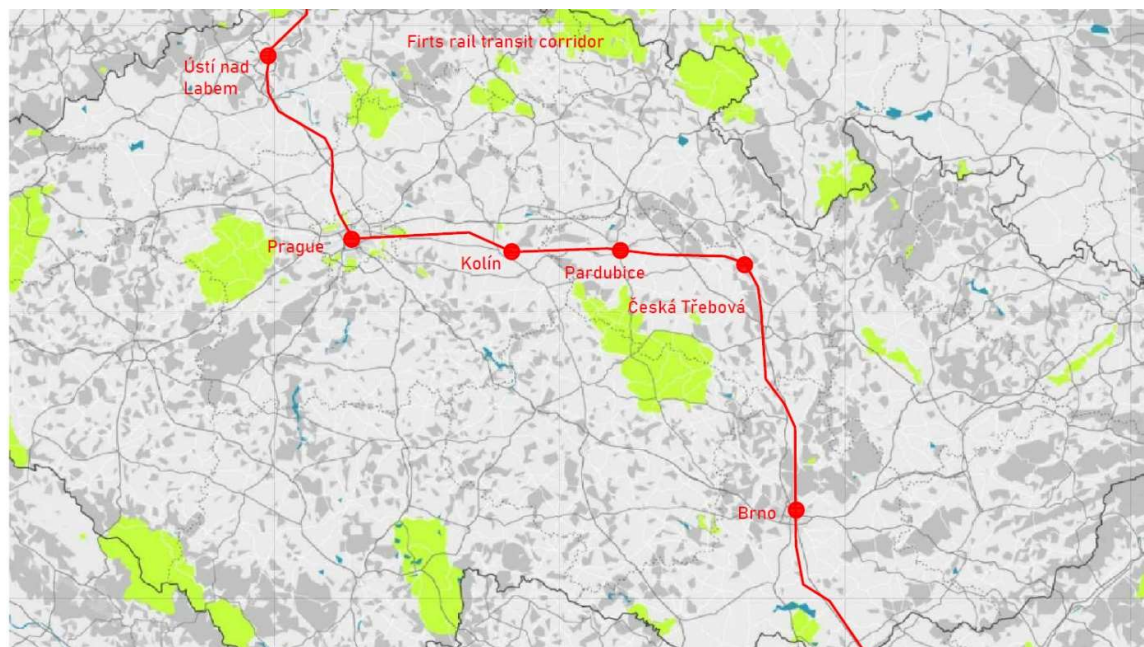 Firts rail transit corridor
Ústí nad
Labem
Prague
Kolín
Pardubice
Česká Třebová
Brno